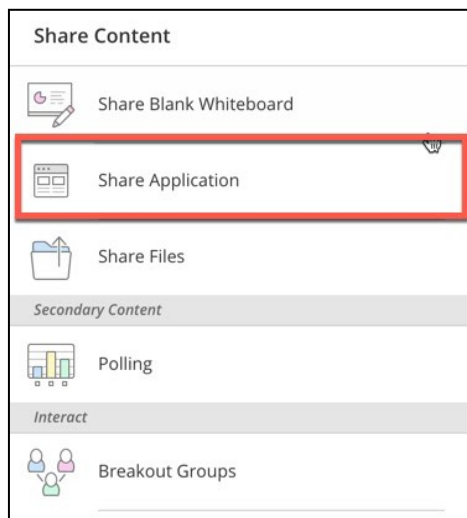 Share Content
Share Blank Whiteboard
Share Application
Share Files
Secondary Content
Polling
Interact
Breakout Groups